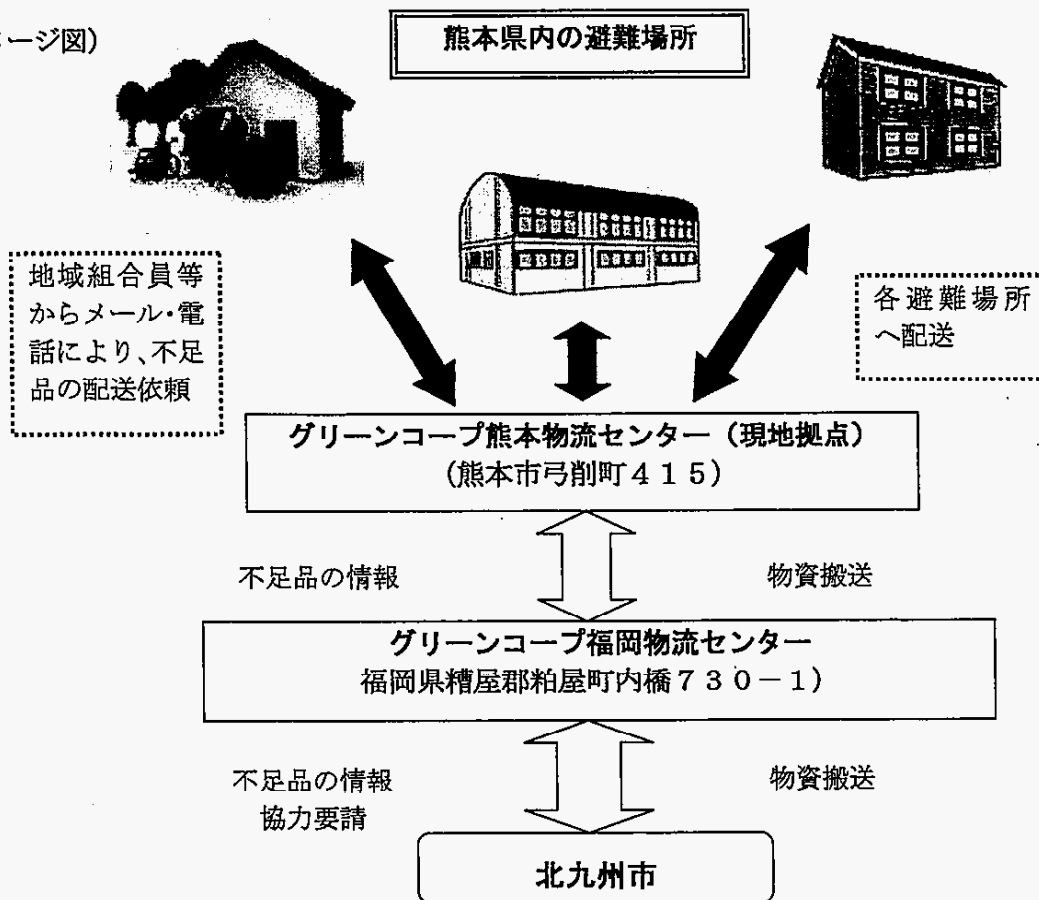 ージ図)
熊本県内の避難場所
地域組合員等
からメール・電
話により、不足
品の配送依頼
各避難場所
へ配送
グリーンコープ熊本物流センター（現地拠点）
(熊本市弓削町４１５)
不足品の情報
物資搬送
グリーンコープ福岡物流センター
福岡県糟屋郡粕屋町内橋７３０－１)
不足品の情報
協力要請
物資搬送
北九州市